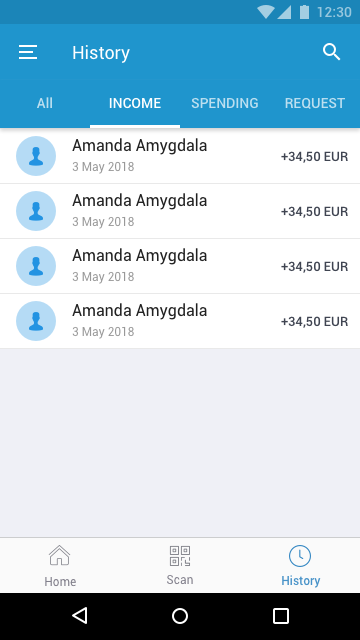 12:30
History
All INCOME SPENDING REQUEST
Amanda Amygdala
3 May 2018
+34,50 EUR
Amanda Amygdala
3 May 2018
+34,50 EUR
Amanda Amygdala
3 May 2018
+34,50 EUR
Amanda Amygdala
3 May 2018
+34,50 EUR
Home Scan History